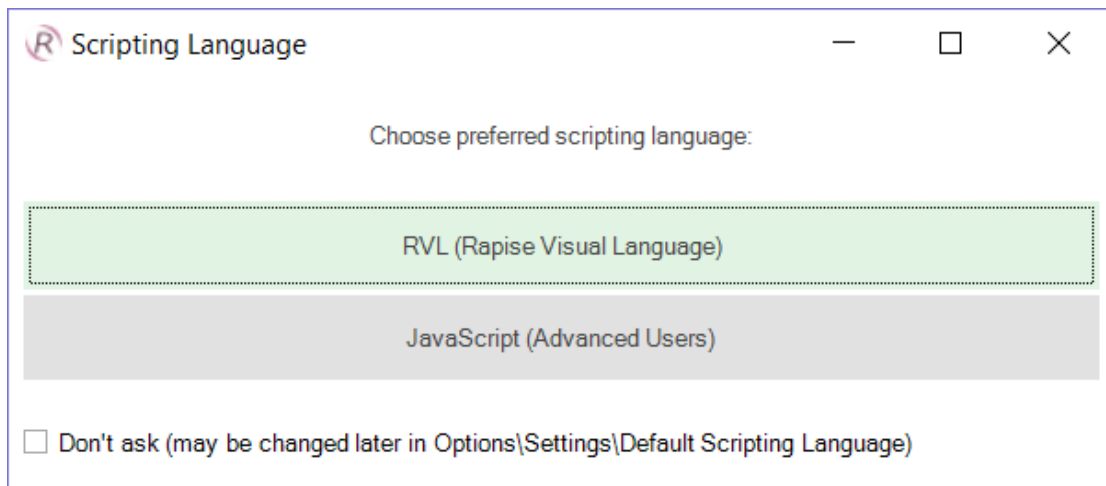 R Scripting Language
Choose preferred scripting language:
RVL (Rapise Visual Language)
JavaScript (Advanced Users)
Don't ask (may be changed later in Options\Settings\Default Scripting Language)